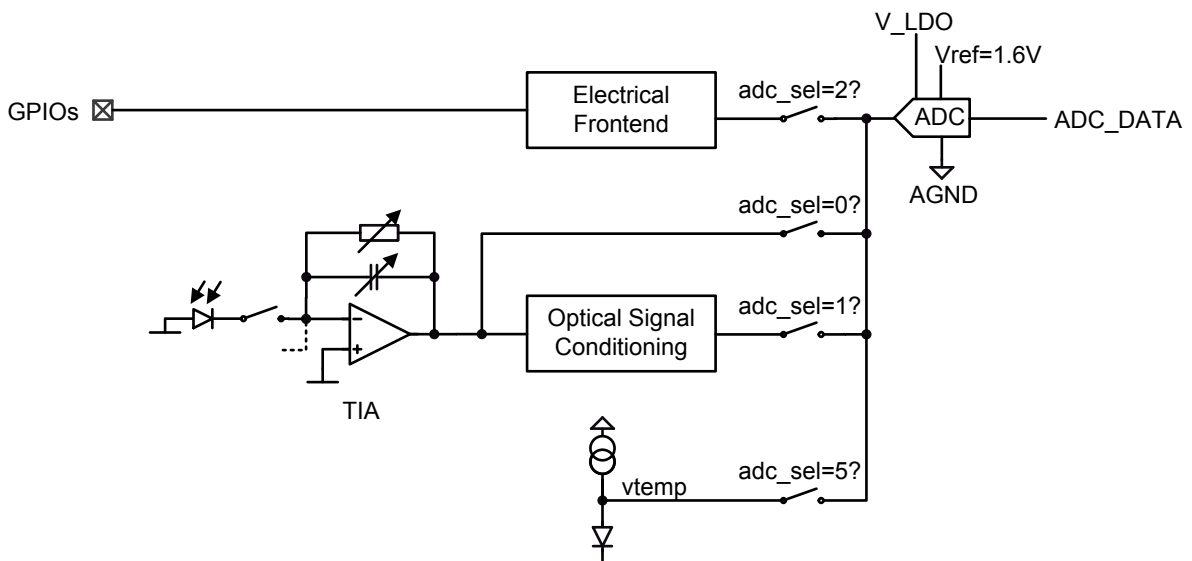 V_LDO
Vref=1.6V
GPIOs
Electrical
Frontend
adc_sel=2?
ADC
ADC_DATA
AGND
adc_sel=0?
Optical Signal
Conditioning
adc_sel=1?
−
+
TIA
vtemp
adc_sel=5?